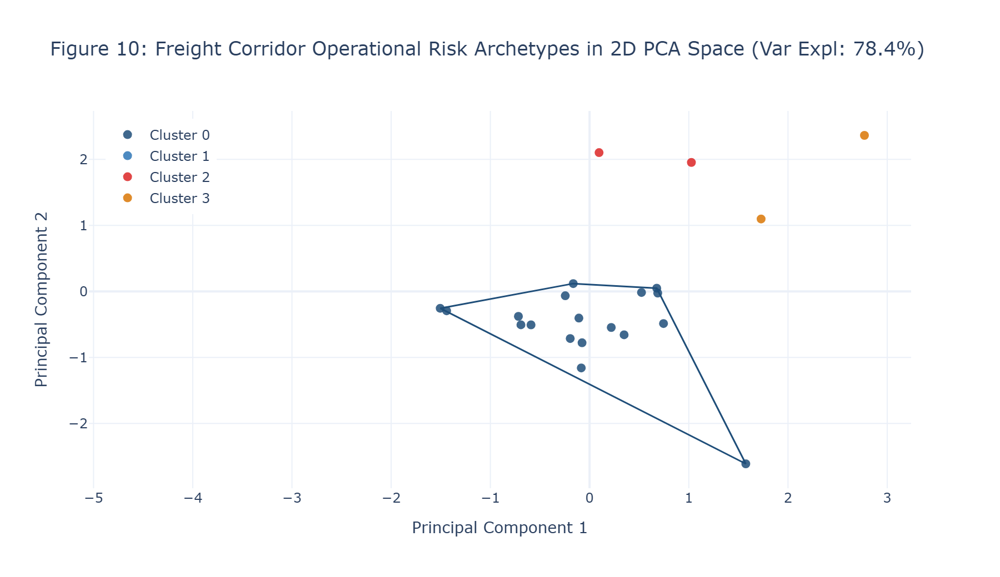 Figure 10: Freight Corridor Operational Risk Archetypes in 2D PCA Space (Var Expl: 78.4%)
Cluster 0
Cluster 1
Cluster 2
Cluster 3
Principal Component 2
2
1
0
−1
−2
−5 −4 −3 −2 −1 0 1 2 3
Principal Component 1